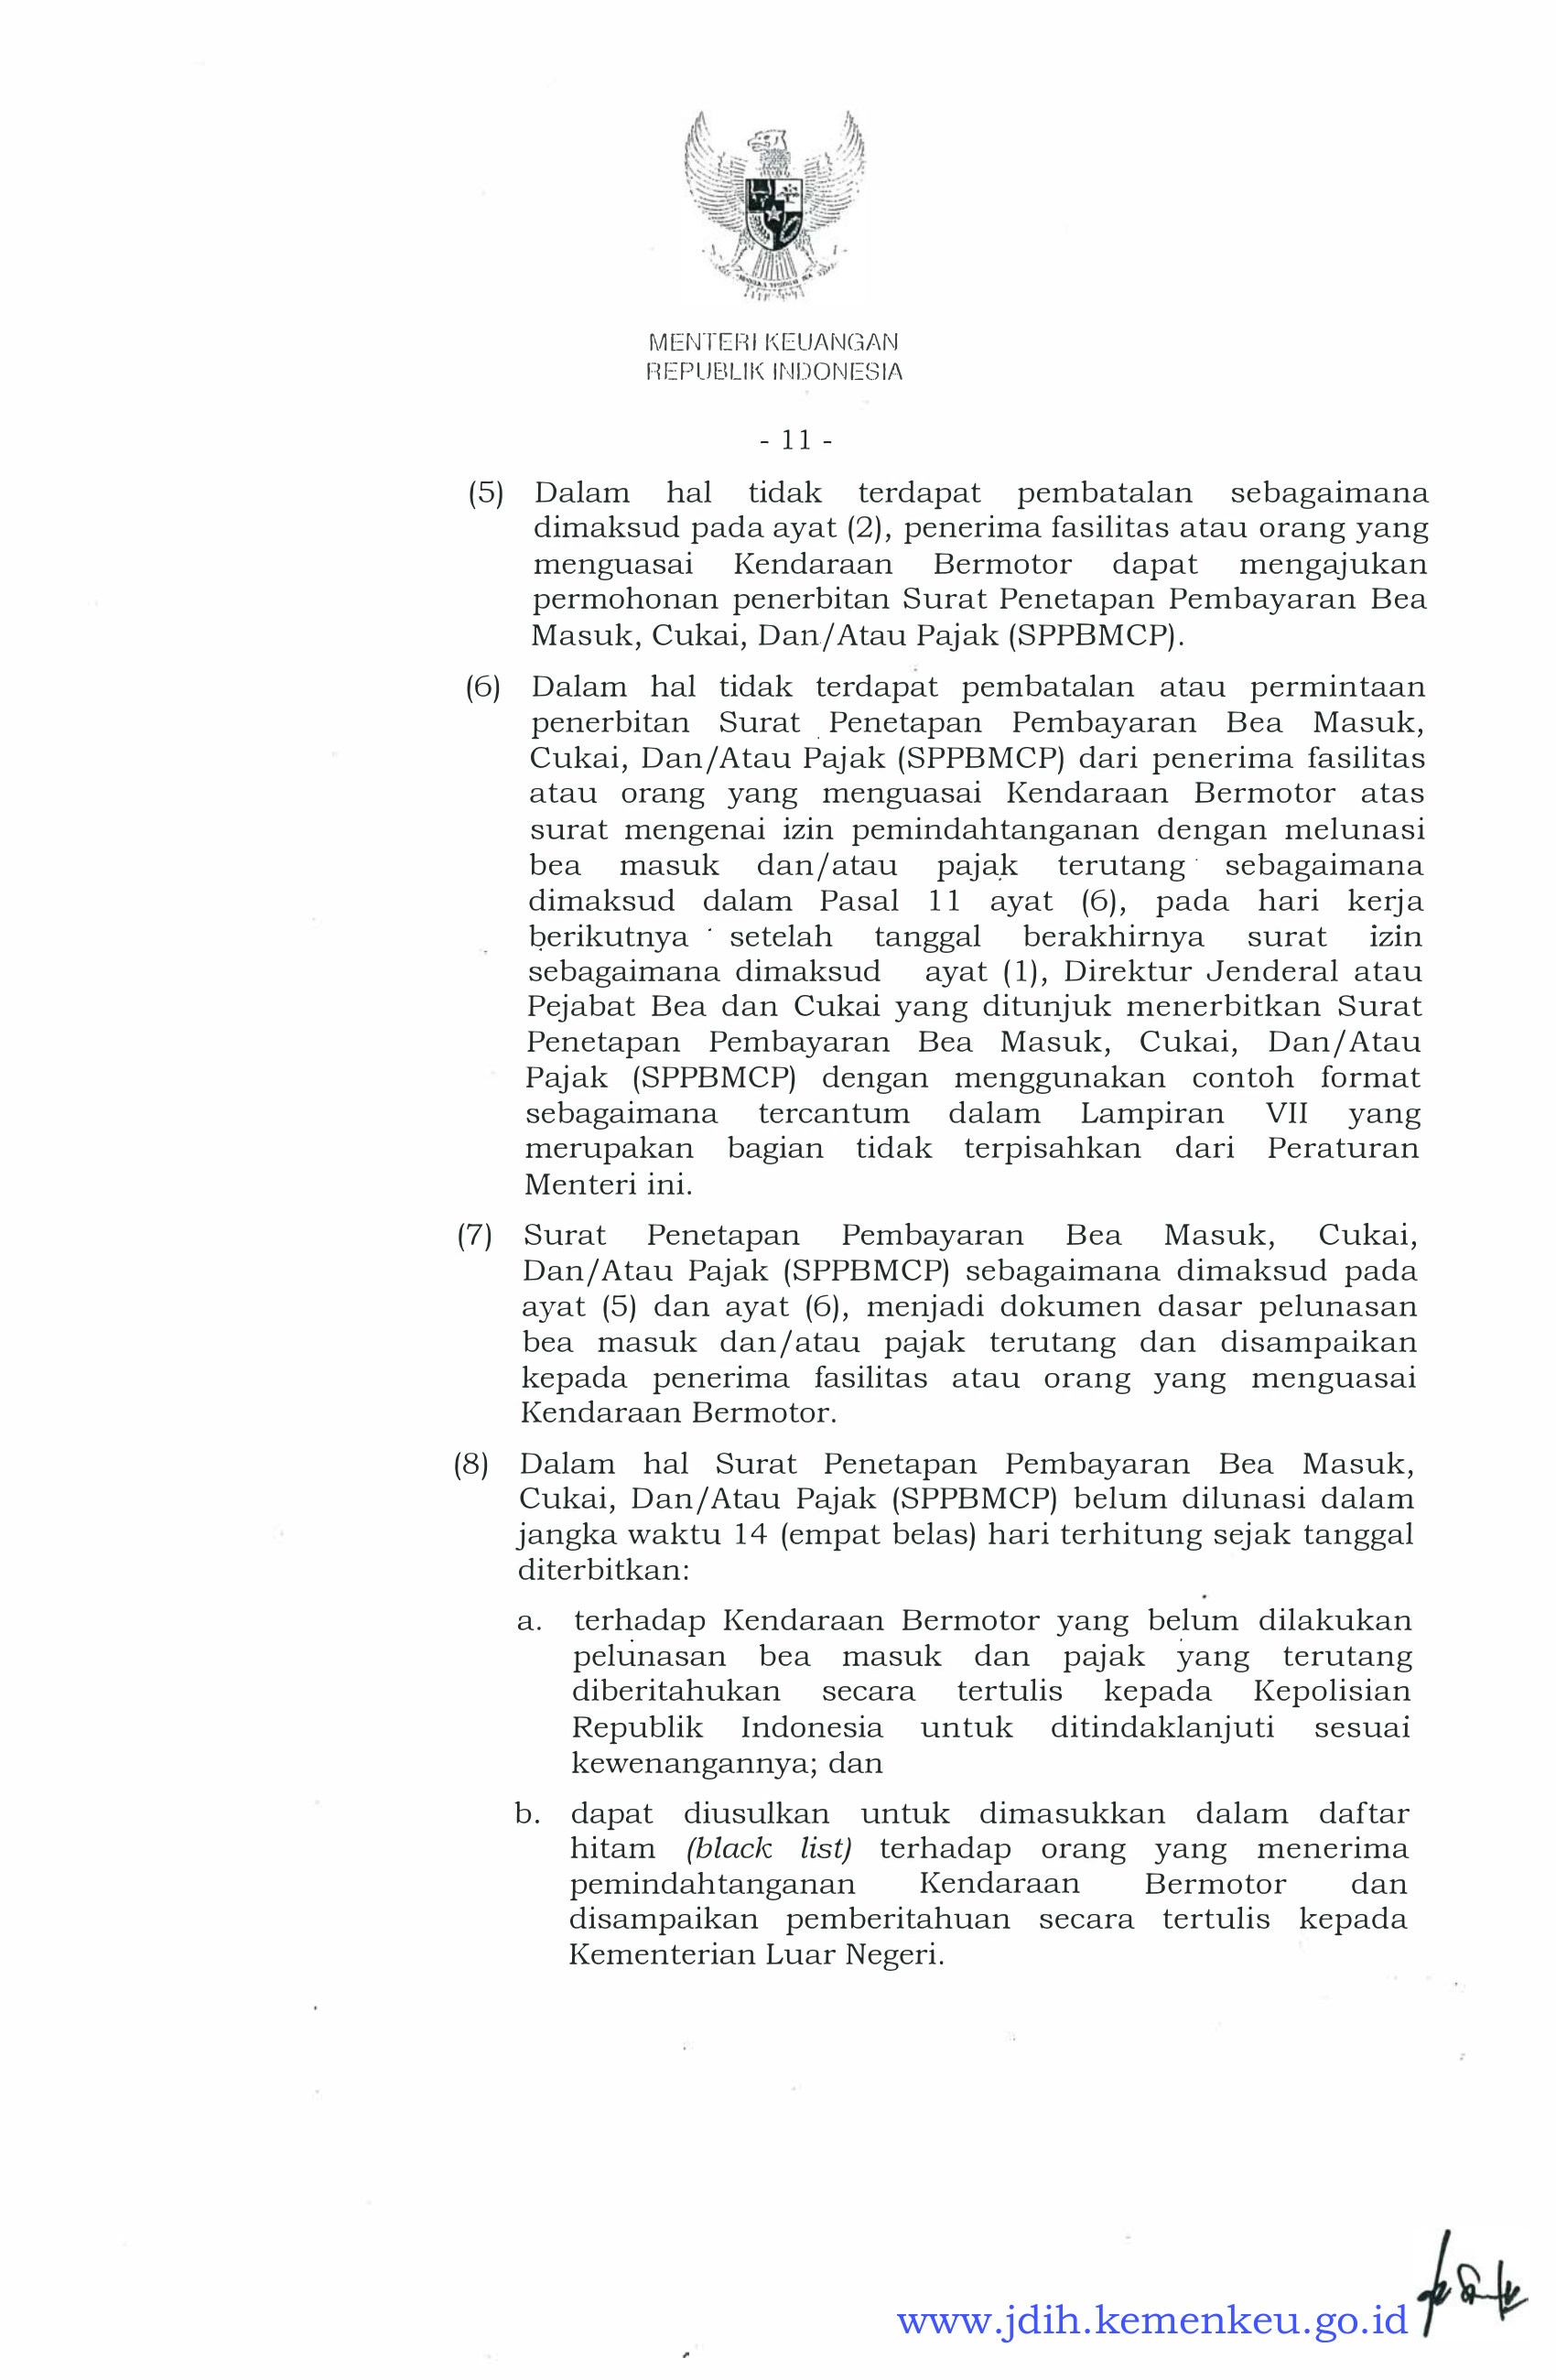 MENTERI KEUANGAN
REPUBLIK INDONESIA
- 11 -
(5) Dalam hal tidak terdapat pembatalan sebagaimana
dimaksud pada ayat (2), penerima fasilitas atau orang yang
menguasai Kendaraan Bermotor dapat mengajukan
permohonan penerbitan Surat Penetapan Pembayaran Bea
Masuk, Cukai, Dan/Atau Pajak (SPPBMCP).
(6) Dalam hal tidak terdapat pembatalan atau permintaan
penerbitan Surat Penetapan Pembayaran Bea Masuk,
Cukai, Dan/Atau Pajak (SPPBMCP) dari penerima fasilitas
atau orang yang menguasai Kendaraan Bermotor atas
surat mengenai izin pemindahtanganan dengan melunasi
bea masuk dan/atau pajak terutang sebagaimana
dimaksud dalam Pasal 11 ayat (6), pada hari kerja
berikutnya setelah tanggal berakhirnya surat izin
sebagaimana dimaksud ayat (1), Direktur Jenderal atau
Pejabat Bea dan Cukai yang ditunjuk menerbitkan Surat
Penetapan Pembayaran Bea Masuk, Cukai, Dan/Atau
Pajak (SPPBMCP) dengan menggunakan contoh format
sebagaimana tercantum dalam Lampiran VII yang
merupakan bagian tidak terpisahkan dari Peraturan
Menteri ini.
(7) Surat Penetapan Pembayaran Bea Masuk, Cukai,
Dan/Atau Pajak (SPPBMCP) sebagaimana dimaksud pada
ayat (5) dan ayat (6), menjadi dokumen dasar pelunasan
bea masuk dan/atau pajak terutang dan disampaikan
kepada penerima fasilitas atau orang yang menguasai
Kendaraan Bermotor.
(8) Dalam hal Surat Penetapan Pembayaran Bea Masuk,
Cukai, Dan/Atau Pajak (SPPBMCP) belum dilunasi dalam
jangka waktu 14 (empat belas) hari terhitung sejak tanggal
diterbitkan:
a. terhadap Kendaraan Bermotor yang belum dilakukan
pelunasan bea masuk dan pajak yang terutang
diberitahukan secara tertulis kepada Kepolisian
Republik Indonesia untuk ditindaklanjuti sesuai
kewenangannya; dan
b. dapat diusulkan untuk dimasukkan dalam daftar
hitam (black list) terhadap orang yang menerima
pemindahtanganan Kendaraan Bermotor dan
disampaikan pemberitahuan secara tertulis kepada
Kementerian Luar Negeri.
www.jdih.kemenkeu.go.id